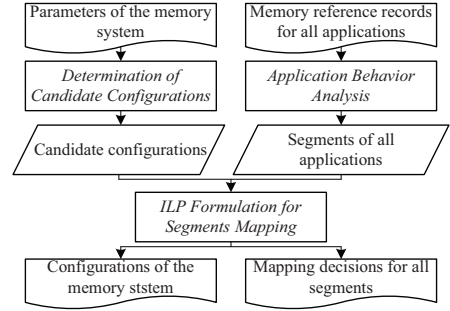 Parameters of the memory
system
Memory reference records
for all applications
Determination of
Candidate Configurations
Application Behavior
Analysis
Candidate configurations
Segments of all
applications
ILP Formulation for
Segments Mapping
Configurations of the
memory ststem
Mapping decisions for all
segments